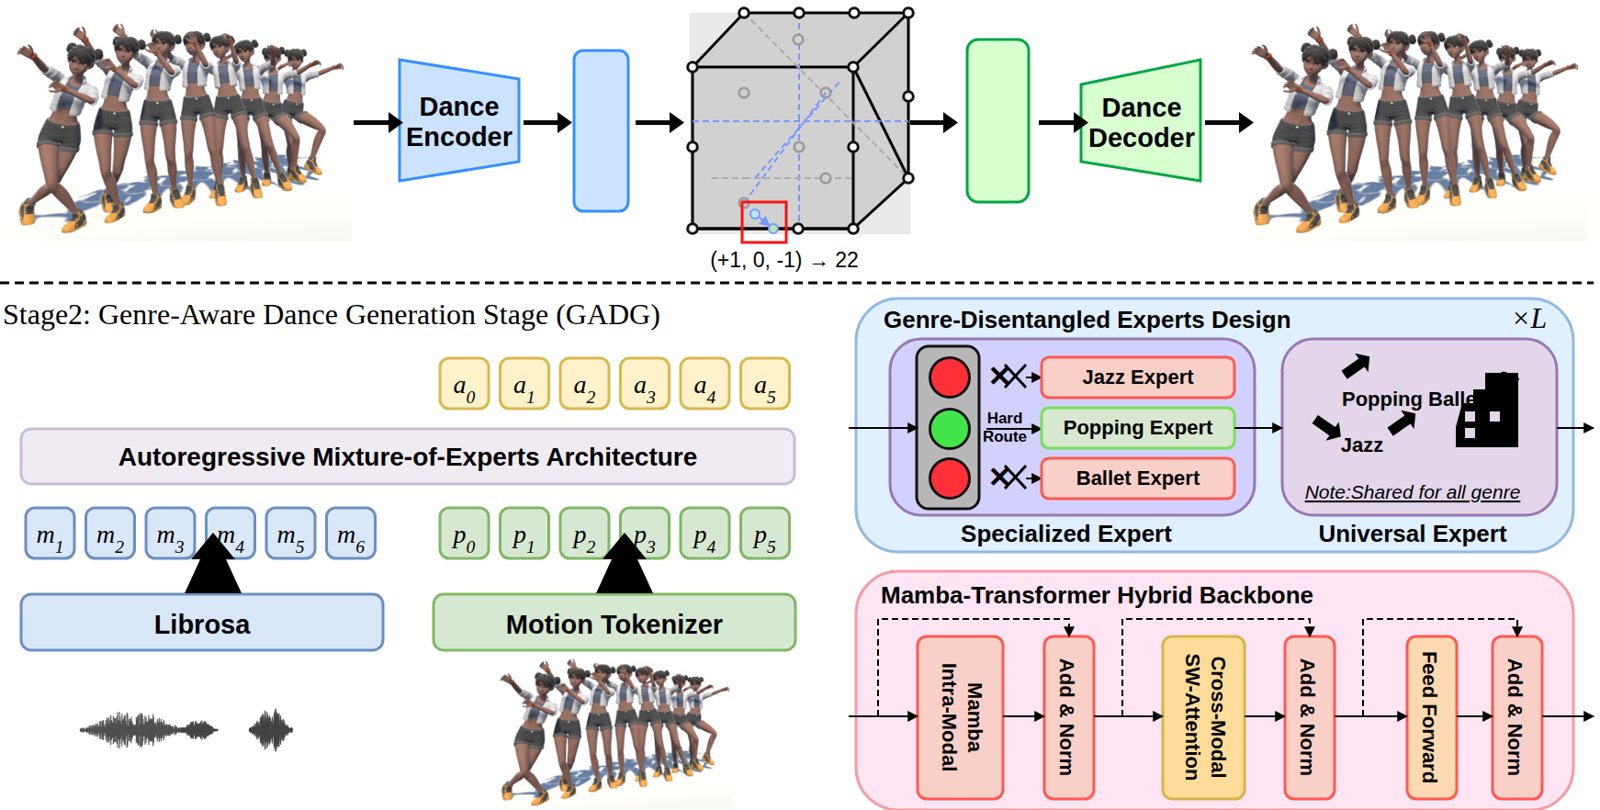 Dance
Encoder
Dance
Decoder
(+1, 0, -1) → 22
Stage2: Genre-Aware Dance Generation Stage (GADG)
a0 a1 a2 a3 a4 a5
Autoregressive Mixture-of-Experts Architecture
m1 m2 m3 m4 m5 m6
p0 p1 p2 p3 p4 p5
Librosa
Motion Tokenizer
Genre-Disentangled Experts Design
×L
Jazz Expert
Hard
Route
Popping Expert
Ballet Expert
Specialized Expert
Popping
Jazz
Note:Shared for all genre
Universal Expert
Mamba-Transformer Hybrid Backbone
Mamba
Intra-Modal
Add & Norm
Cross-Modal
SW-Attention
Add & Norm
Feed Forward
Add & Norm